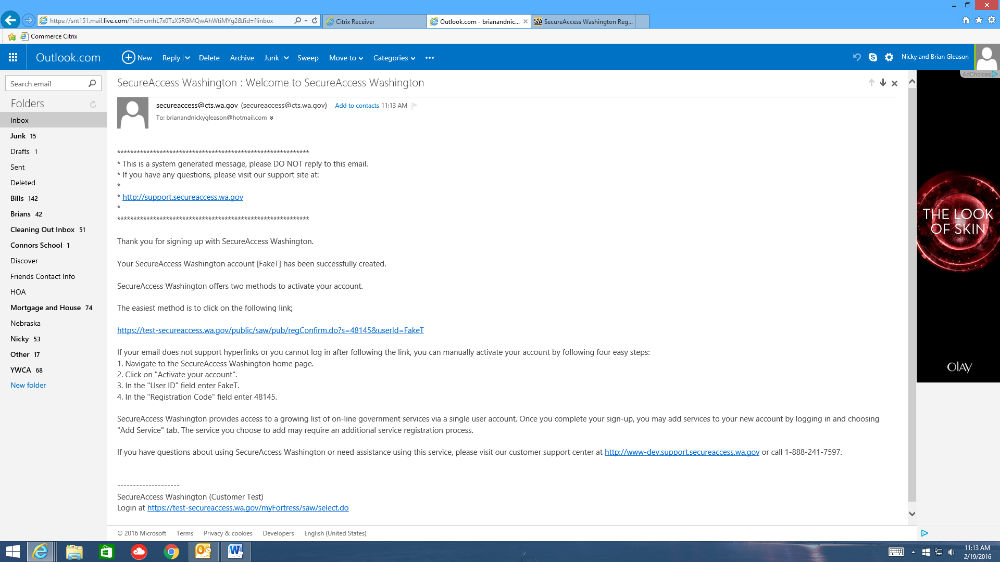 https://snt151.mail.live.com/?tid=cmhL7x0TzX5RGMQwAhWtiMYg2&fid=flinbox
Citrix Receiver
Outlook.com - brianandnic...
SecureAccess Washington Reg...
Commerce Citrix
Outlook.com
New
Reply
Delete
Archive
Junk
Sweep
Move to
Categories
Nicky and Brian Gleason
AdChoices
Search email
Folders
Inbox
Junk 15
Drafts 1
Sent
Deleted
Bills 142
Brians 42
Cleaning Out Inbox 51
Connors School 1
Discover
Friends Contact Info
HOA
Mortgage and House 74
Nebraska
Nicky 53
Other 17
YWCA 68
New folder
SecureAccess Washington : Welcome to SecureAccess Washington
secureaccess@cts.wa.gov (secureaccess@cts.wa.gov) Add to contacts 11:13 AM
To: brianandnickygleason@hotmail.com
***********************************************************
* This is a system generated message, please DO NOT reply to this email.
* If you have any questions, please visit our support site at:
*
* http://support.secureaccess.wa.gov
*
***********************************************************
Thank you for signing up with SecureAccess Washington.
Your SecureAccess Washington account [FakeT] has been successfully created.
SecureAccess Washington offers two methods to activate your account.
The easiest method is to click on the following link;
https://test-secureaccess.wa.gov/public/saw/pub/regConfirm.do?s=48145&userId=FakeT
If your email does not support hyperlinks or you cannot log in after following the link, you can manually activate your account by following four easy steps:
1. Navigate to the SecureAccess Washington home page.
2. Click on "Activate your account".
3. In the "User ID" field enter FakeT.
4. In the "Registration Code" field enter 48145.
SecureAccess Washington provides access to a growing list of on-line government services via a single user account. Once you complete your sign-up, you may add services to your new account by logging in and choosing
"Add Service" tab. The service you choose to add may require an additional service registration process.
If you have questions about using SecureAccess Washington or need assistance using this service, please visit our customer support center at http://www-dev.support.secureaccess.wa.gov or call 1-888-241-7597.
--------------------
SecureAccess Washington (Customer Test)
Login at https://test-secureaccess.wa.gov/myFortress/saw/select.do
THE LOOK
OF SKIN
OLAY
© 2016 Microsoft
Terms
Privacy & cookies
Developers
English (United States)
11:13 AM
2/19/2016